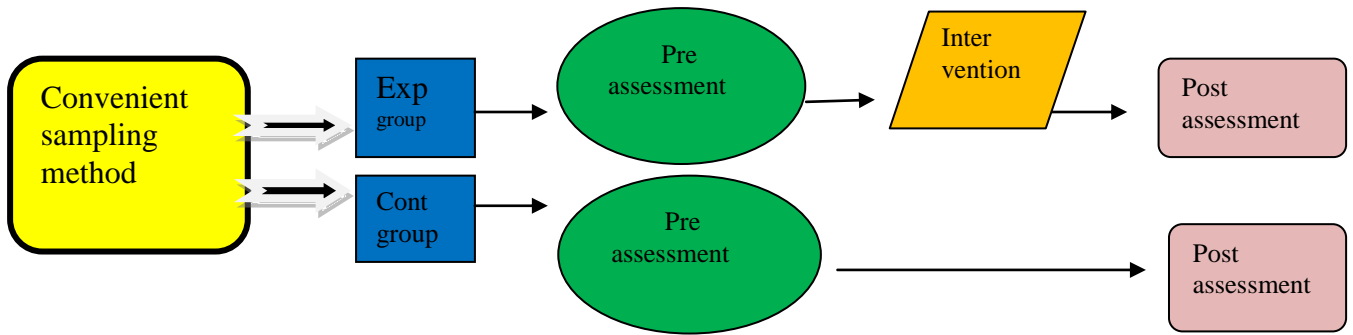 Convenient
sampling
method
Exp
group
Pre
assessment
Inter
vention
Post
assessment
Cont
group
Pre
assessment
Post
assessment